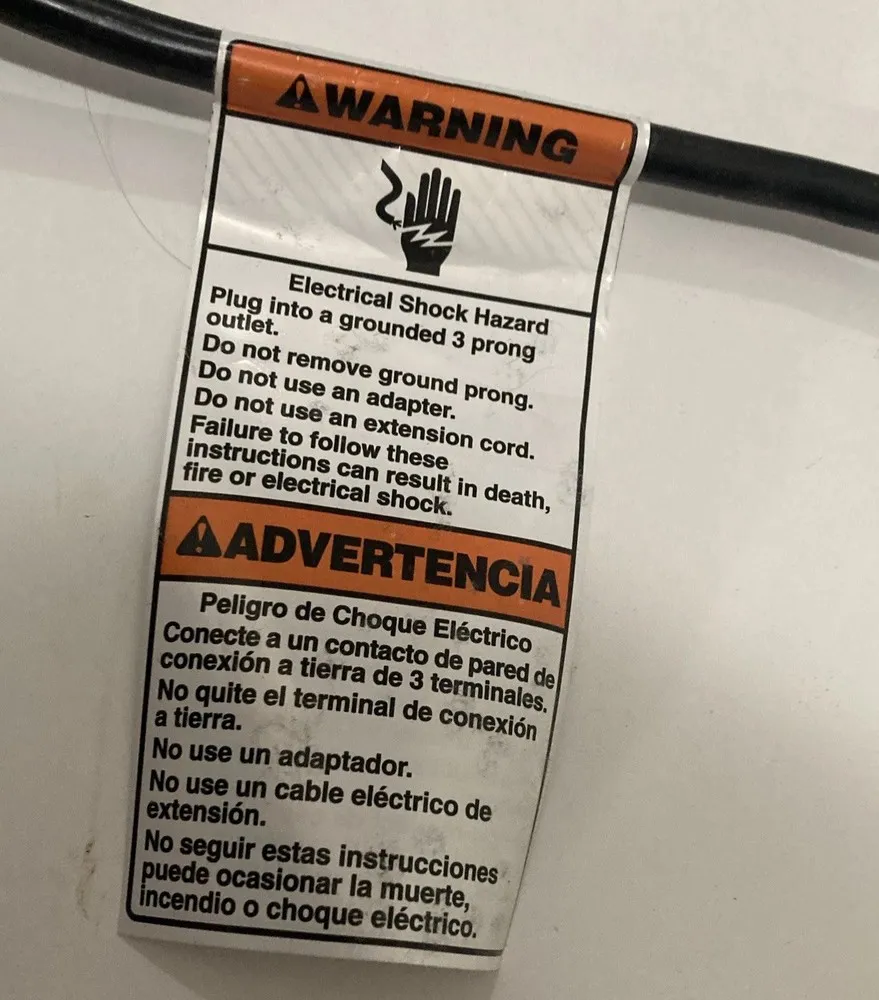 WARNING
Electrical Shock Hazard
Plug into a grounded 3 prong
outlet.
Do not remove ground prong.
Do not use an adapter.
Do not use an extension cord.
Failure to follow these
instructions can result in death,
fire or electrical shock.
ADVERTENCIA
Peligro de Choque Eléctrico
Conecte a un contacto de pared de
conexión a tierra de 3 terminales.
No quite el terminal de conexión
a tierra.
No use un adaptador.
No use un cable eléctrico de
extensión.
No seguir estas instrucciones
puede ocasionar la muerte,
incendio o choque eléctrico.